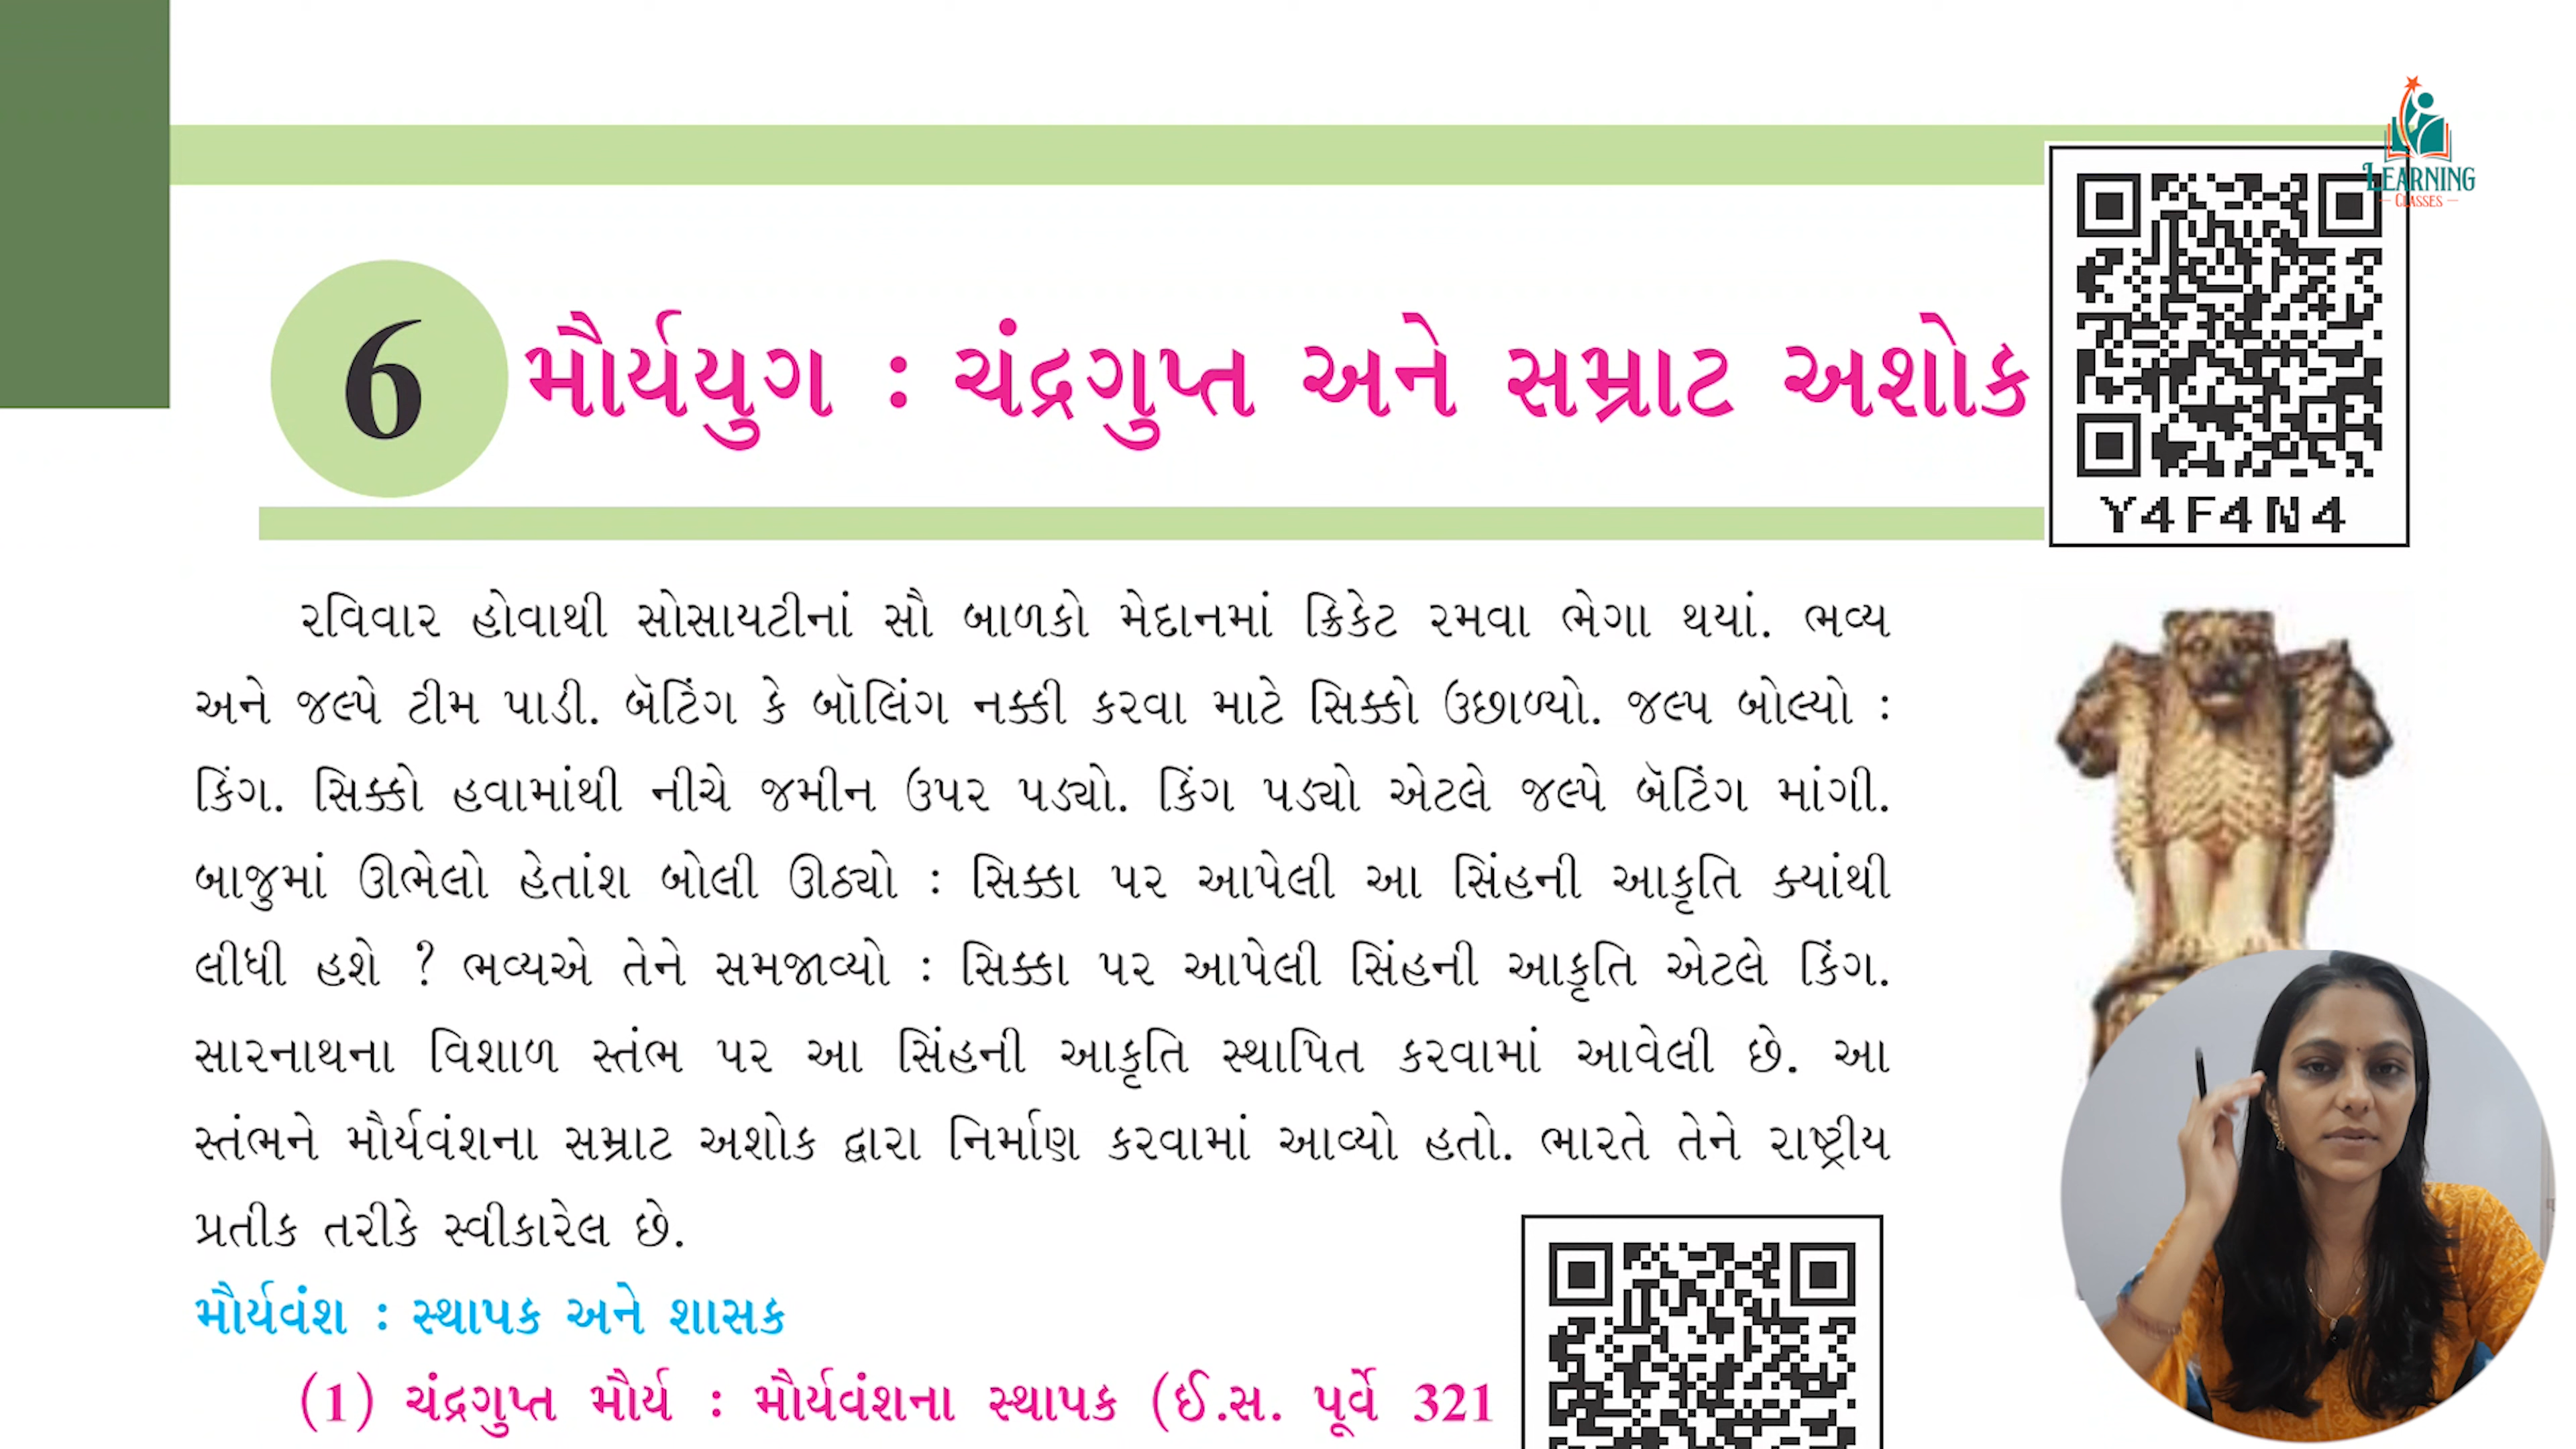 LEARNING
CLASSES
6
મૌર્યયુગ : ચંદ્રગુપ્ત અને સમ્રાટ અશોક
Y4F4N4
રવિવાર હોવાથી સોસાયટીનાં સૌ બાળકો મેદાનમાં ક્રિકેટ રમવા ભેગા થયાં. ભવ્ય
અને જલ્પે ટીમ પાડી. બૅટિંગ કે બૉલિંગ નક્કી કરવા માટે સિક્કો ઉછાળ્યો. જલ્પ બોલ્યો :
કિંગ. સિક્કો હવામાંથી નીચે જમીન ઉપર પડ્યો. કિંગ પડ્યો એટલે જલ્પે બૅટિંગ માંગી.
બાજુમાં ઊભેલો હેતાંશ બોલી ઊઠ્યો : સિક્કા પર આપેલી આ સિંહની આકૃતિ ક્યાંથી
લીધી હશે ? ભવ્યએ તેને સમજાવ્યો : સિક્કા પર આપેલી સિંહની આકૃતિ એટલે કિંગ.
સારનાથના વિશાળ સ્તંભ પર આ સિંહની આકૃતિ સ્થાપિત કરવામાં આવેલી છે. આ
સ્તંભને મૌર્યવંશના સમ્રાટ અશોક દ્વારા નિર્માણ કરવામાં આવ્યો હતો. ભારતે તેને રાષ્ટ્રીય
પ્રતીક તરીકે સ્વીકારેલ છે.
મૌર્યવંશ : સ્થાપક અને શાસક
(1) ચંદ્રગુપ્ત મૌર્ય : મૌર્યવંશના સ્થાપક (ઈ.સ. પૂર્વે 321